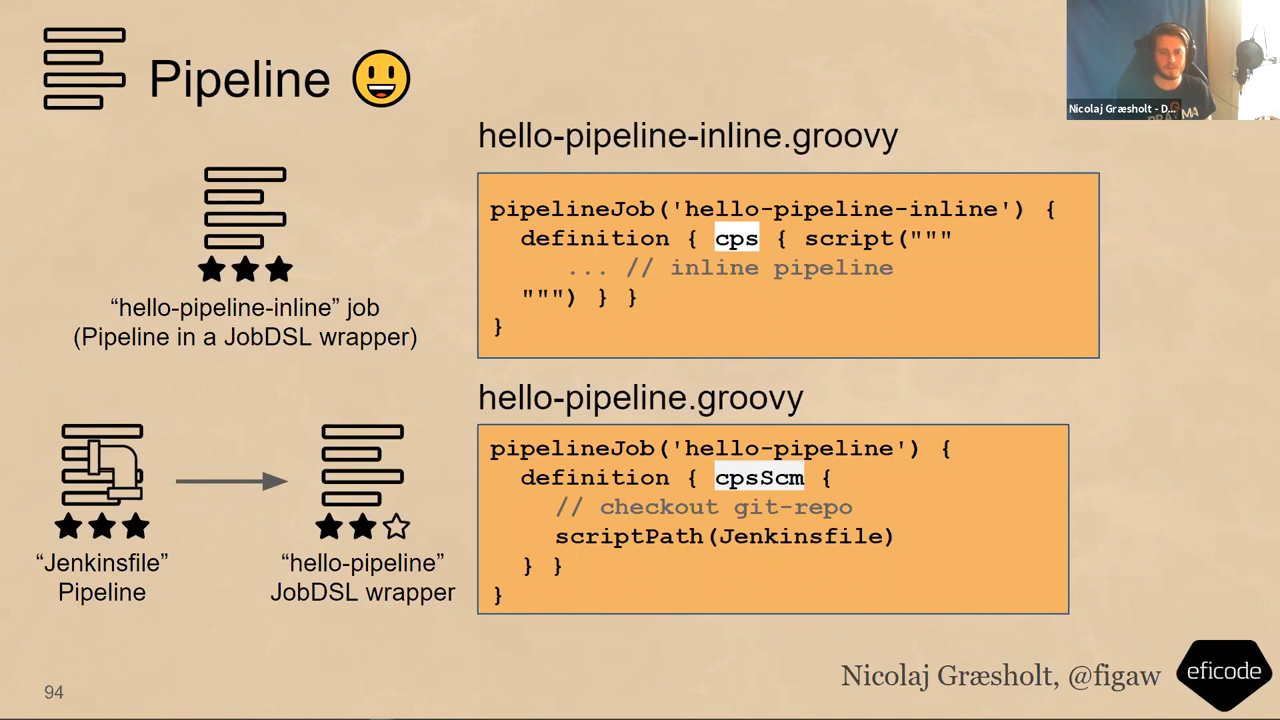 Pipeline
Nicolaj Græsholt - D...
hello-pipeline-inline.groovy
pipelineJob('hello-pipeline-inline') {
definition { cps { script("""
... // inline pipeline
""") } }
}
“hello-pipeline-inline” job
(Pipeline in a JobDSL wrapper)
hello-pipeline.groovy
pipelineJob('hello-pipeline') {
definition { cpsScm {
// checkout git-repo
scriptPath(Jenkinsfile)
} }
}
“Jenkinsfile”
Pipeline
“hello-pipeline”
JobDSL wrapper
94
Nicolaj Græsholt, @figaw
eficode